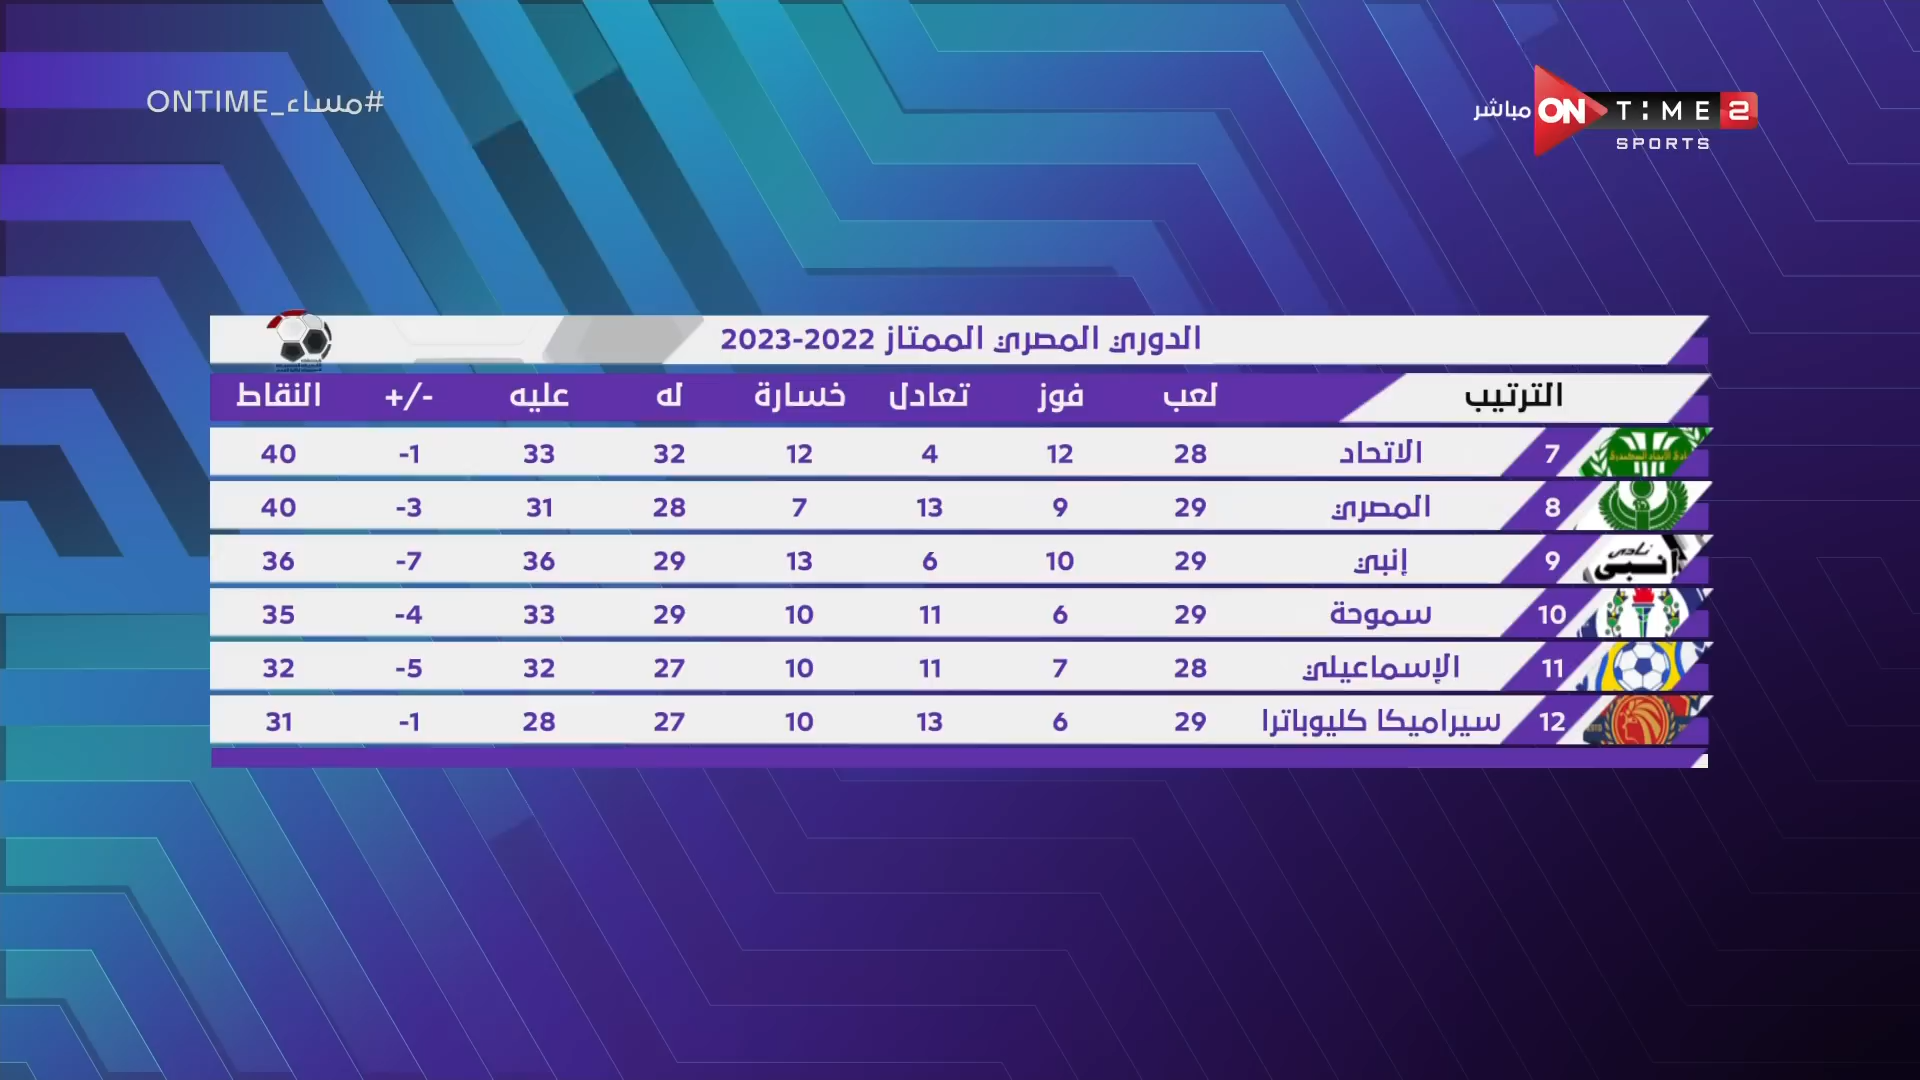 #مساء_ONTIME
مباشر ON TIME 2
SPORTS
الدوري المصري الممتاز 2022-2023
الترتيب لعب فوز تعادل خسارة له عليه -/+ النقاط
7 الاتحاد 28 12 4 12 32 33 -1 40
8 المصري 29 9 13 7 28 31 -3 40
نادى انبى
9 إنبي 29 10 6 13 29 36 -7 36
10 سموحة 29 6 11 10 29 33 -4 35
11 الإسماعيلي 28 7 11 10 27 32 -5 32
12 سيراميكا كليوباترا 29 6 13 10 27 28 -1 31